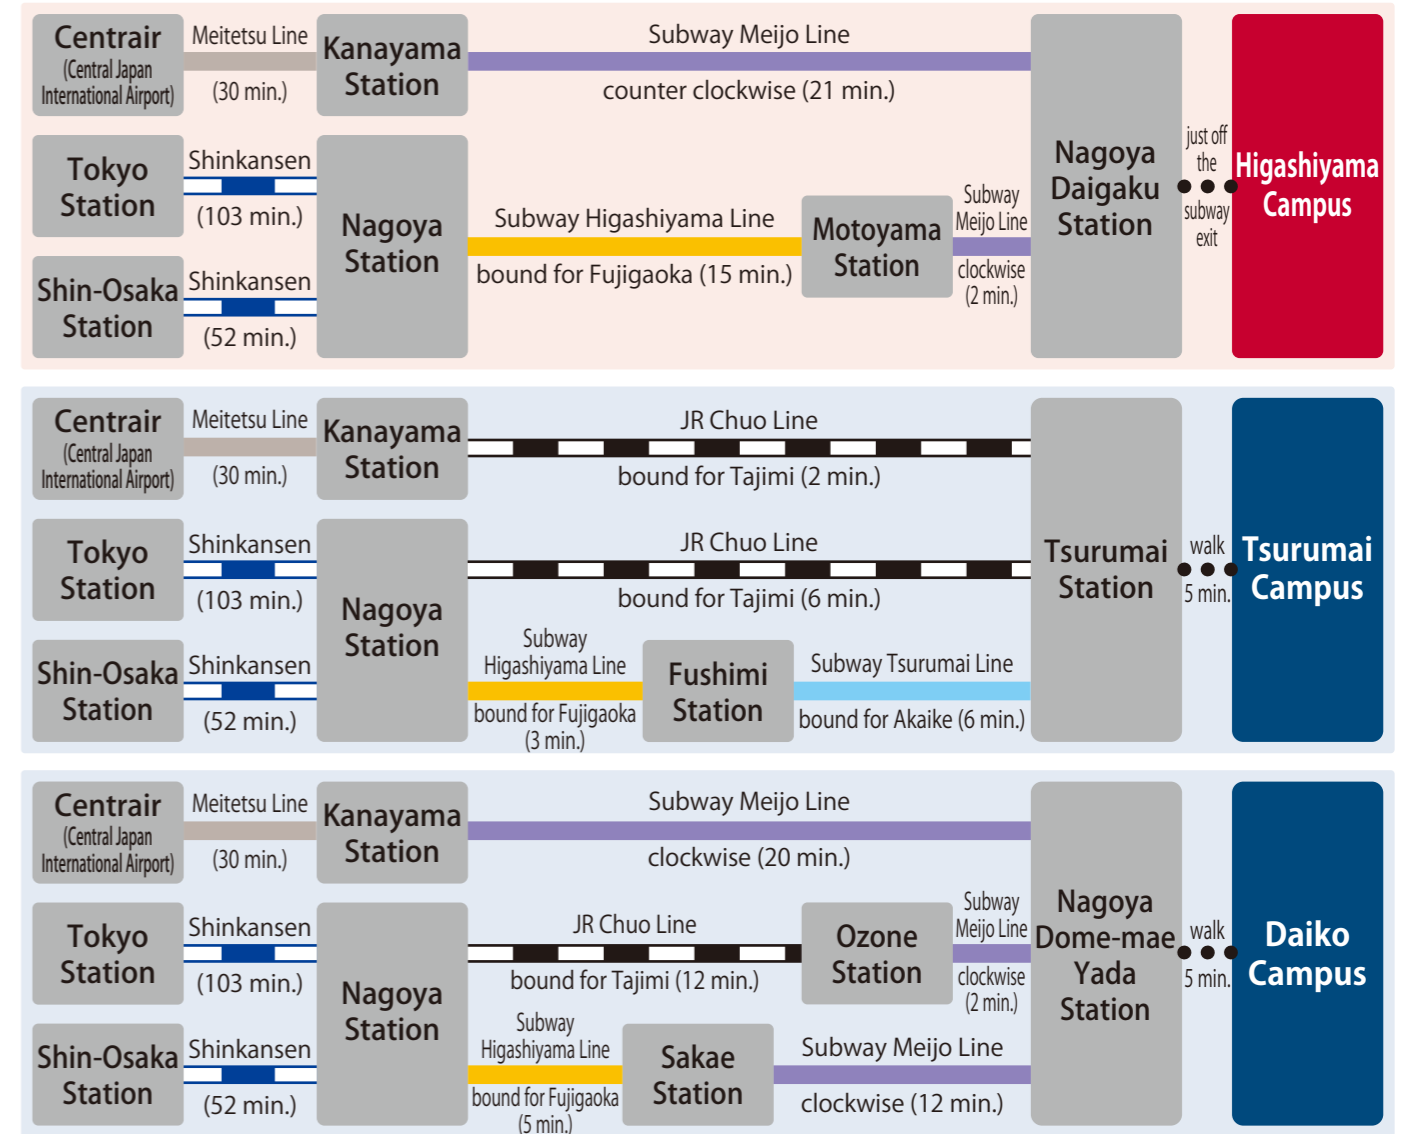 Centrair
(Central Japan
International Airport)
Meitetsu Line
(30 min.)
Kanayama
Station
Subway Meijo Line
counter clockwise (21 min.)
Tokyo
Station
Shinkansen
(103 min.)
Shin-Osaka
Station
Shinkansen
(52 min.)
Nagoya
Station
Subway Higashiyama Line
bound for Fujigaoka (15 min.)
Motoyama
Station
Subway
Meijo Line
clockwise
(2 min.)
Nagoya
Daigaku
Station
just off
the
subway
exit
Higashiyama
Campus
Centrair
(Central Japan
International Airport)
Meitetsu Line
(30 min.)
Kanayama
Station
JR Chuo Line
bound for Tajimi (2 min.)
Tokyo
Station
Shinkansen
(103 min.)
Shin-Osaka
Station
Shinkansen
(52 min.)
Nagoya
Station
JR Chuo Line
bound for Tajimi (6 min.)
Subway
Higashiyama Line
bound for Fujigaoka
(3 min.)
Fushimi
Station
Subway Tsurumai Line
bound for Akaike (6 min.)
Tsurumai
Station
walk
5 min.
Tsurumai
Campus
Centrair
(Central Japan
International Airport)
Meitetsu Line
(30 min.)
Kanayama
Station
Subway Meijo Line
clockwise (20 min.)
Tokyo
Station
Shinkansen
(103 min.)
Shin-Osaka
Station
Shinkansen
(52 min.)
Nagoya
Station
JR Chuo Line
bound for Tajimi (12 min.)
Ozone
Station
Subway
Meijo Line
clockwise
(2 min.)
Subway
Higashiyama Line
bound for Fujigaoka
(5 min.)
Sakae
Station
Subway Meijo Line
clockwise (12 min.)
Nagoya
Dome-mae
Yada
Station
walk
5 min.
Daiko
Campus